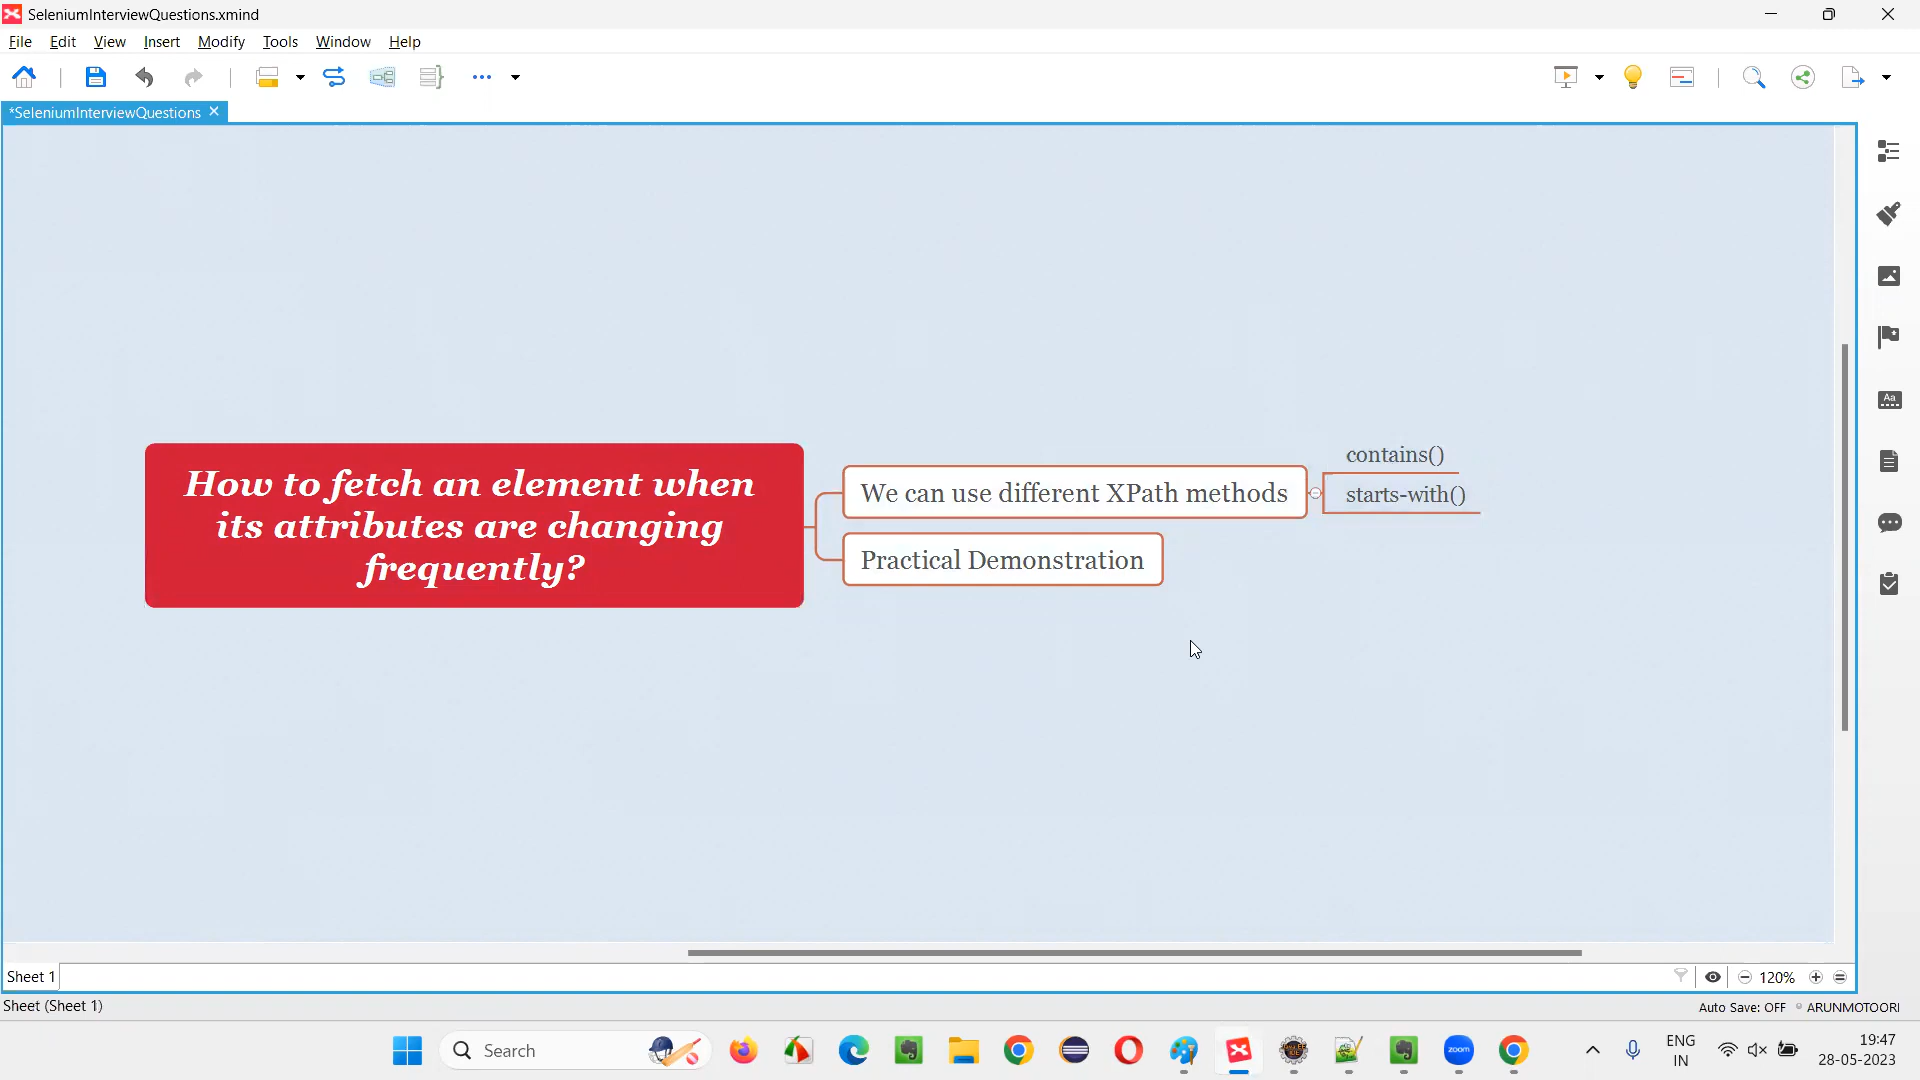 SeleniumInterviewQuestions.xmind
File Edit View Insert Modify Tools Window Help
*SeleniumInterviewQuestions
How to fetch an element when
its attributes are changing
frequently?
We can use different XPath methods
contains()
starts-with()
Practical Demonstration
Aa
Sheet 1
120%
Sheet (Sheet 1)
Auto Save: OFF
ARUNMOTOORI
Search
zoom
ENG
IN
19:47
28-05-2023